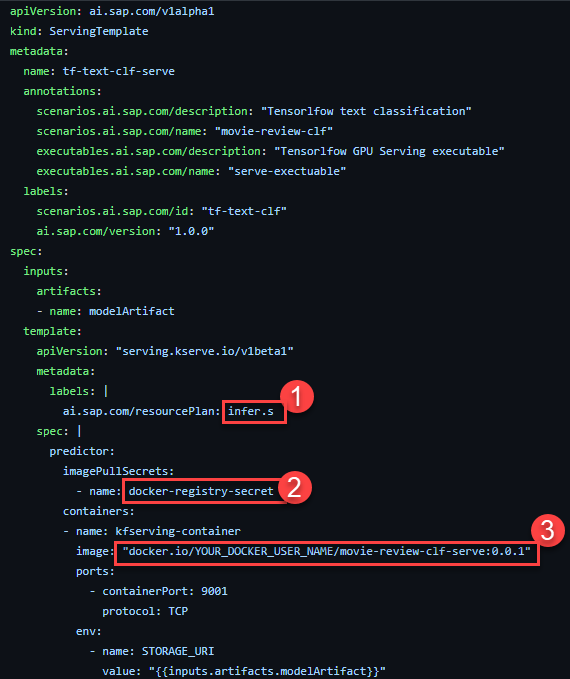 apiVersion: ai.sap.com/v1alpha1
kind: ServingTemplate
metadata:
  name: tf-text-clf-serve
  annotations:
    scenarios.ai.sap.com/description: "Tensorlfow text classification"
    scenarios.ai.sap.com/name: "movie-review-clf"
    executables.ai.sap.com/description: "Tensorlfow GPU Serving executable"
    executables.ai.sap.com/name: "serve-exectuable"
  labels:
    scenarios.ai.sap.com/id: "tf-text-clf"
    ai.sap.com/version: "1.0.0"
spec:
  inputs:
    artifacts:
    - name: modelArtifact
  template:
    apiVersion: "serving.kserve.io/v1beta1"
    metadata:
      labels: |
        ai.sap.com/resourcePlan: infer.s 1
    spec: |
      predictor:
        imagePullSecrets:
          - name: docker-registry-secret 2
        containers:
        - name: kfserving-container
          image: "docker.io/YOUR_DOCKER_USER_NAME/movie-review-clf-serve:0.0.1" 3
          ports:
            - containerPort: 9001
              protocol: TCP
          env:
            - name: STORAGE_URI
              value: "{{inputs.artifacts.modelArtifact}}"